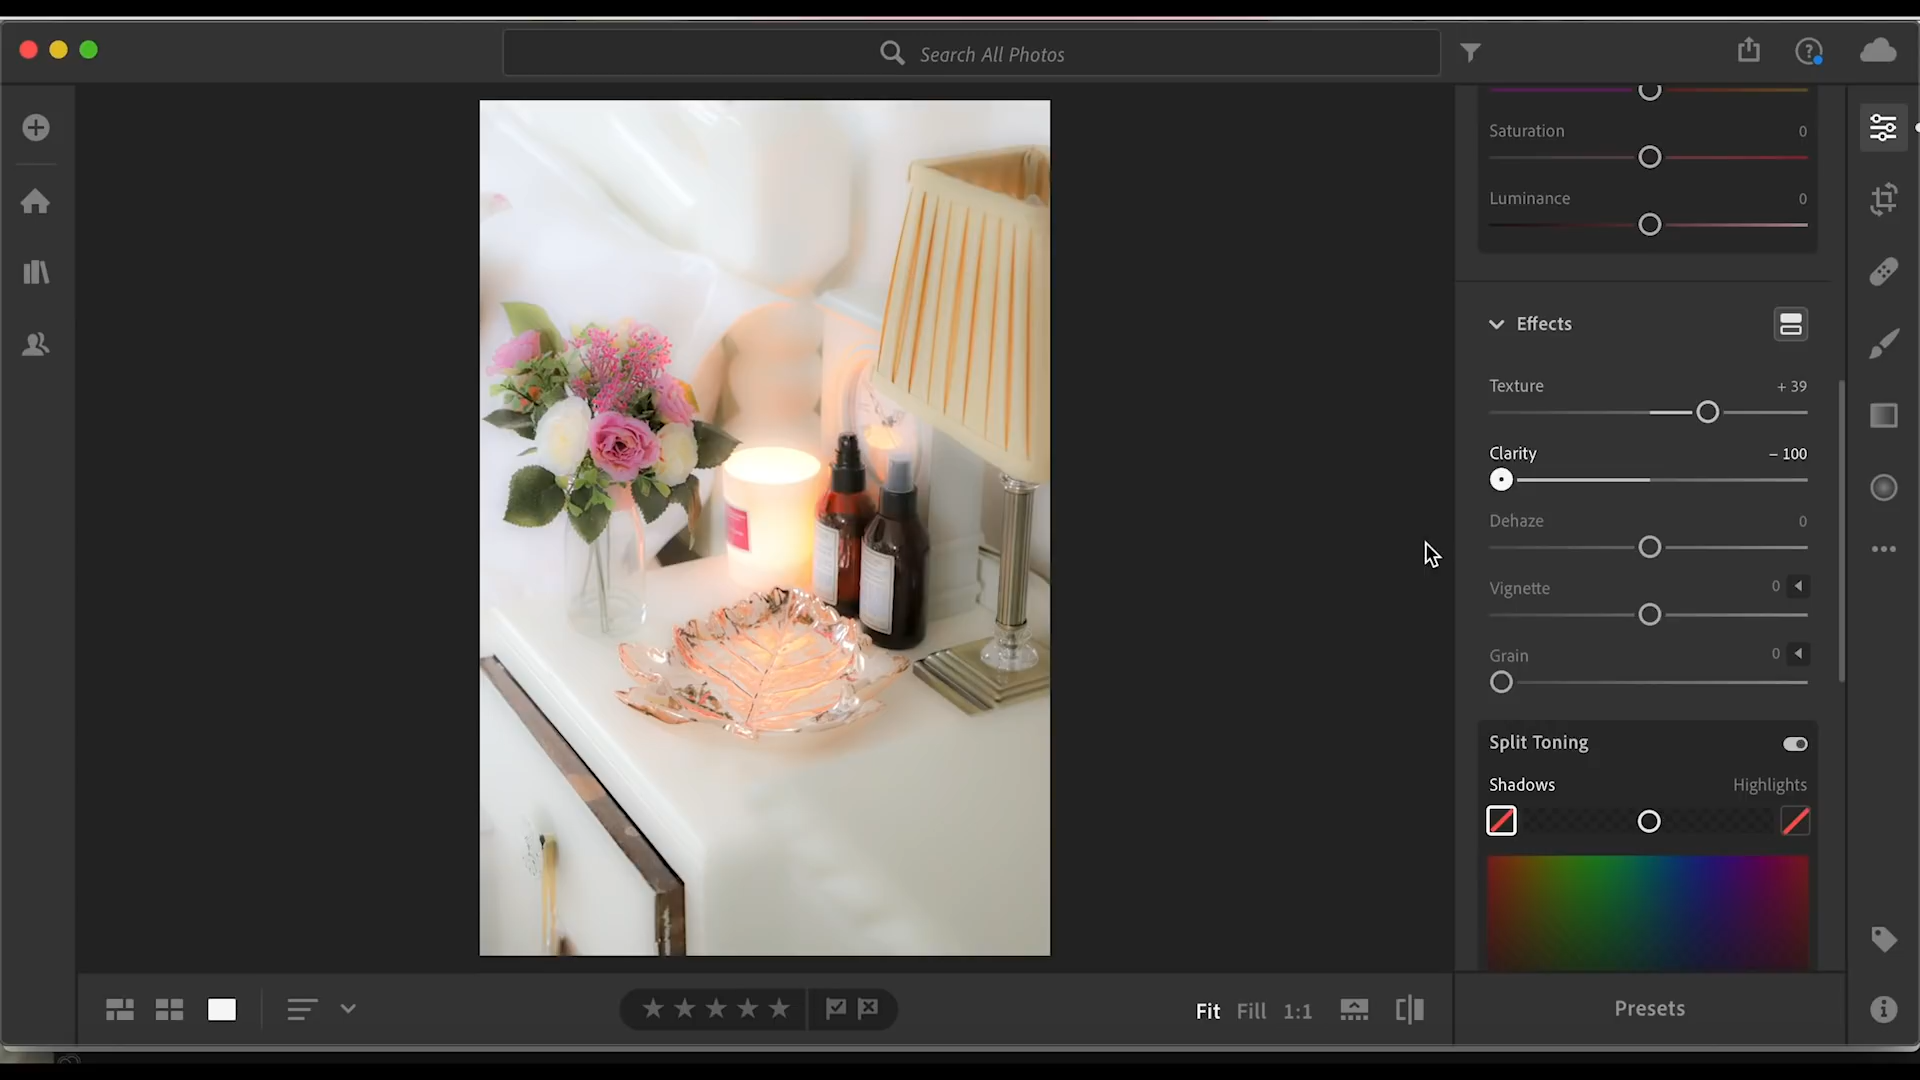 Search All Photos
Saturation 0
Luminance 0
Effects
Texture + 39
Clarity – 100
Dehaze 0
Vignette 0
Grain 0
Split Toning
Shadows Highlights
Fit Fill 1:1
Presets